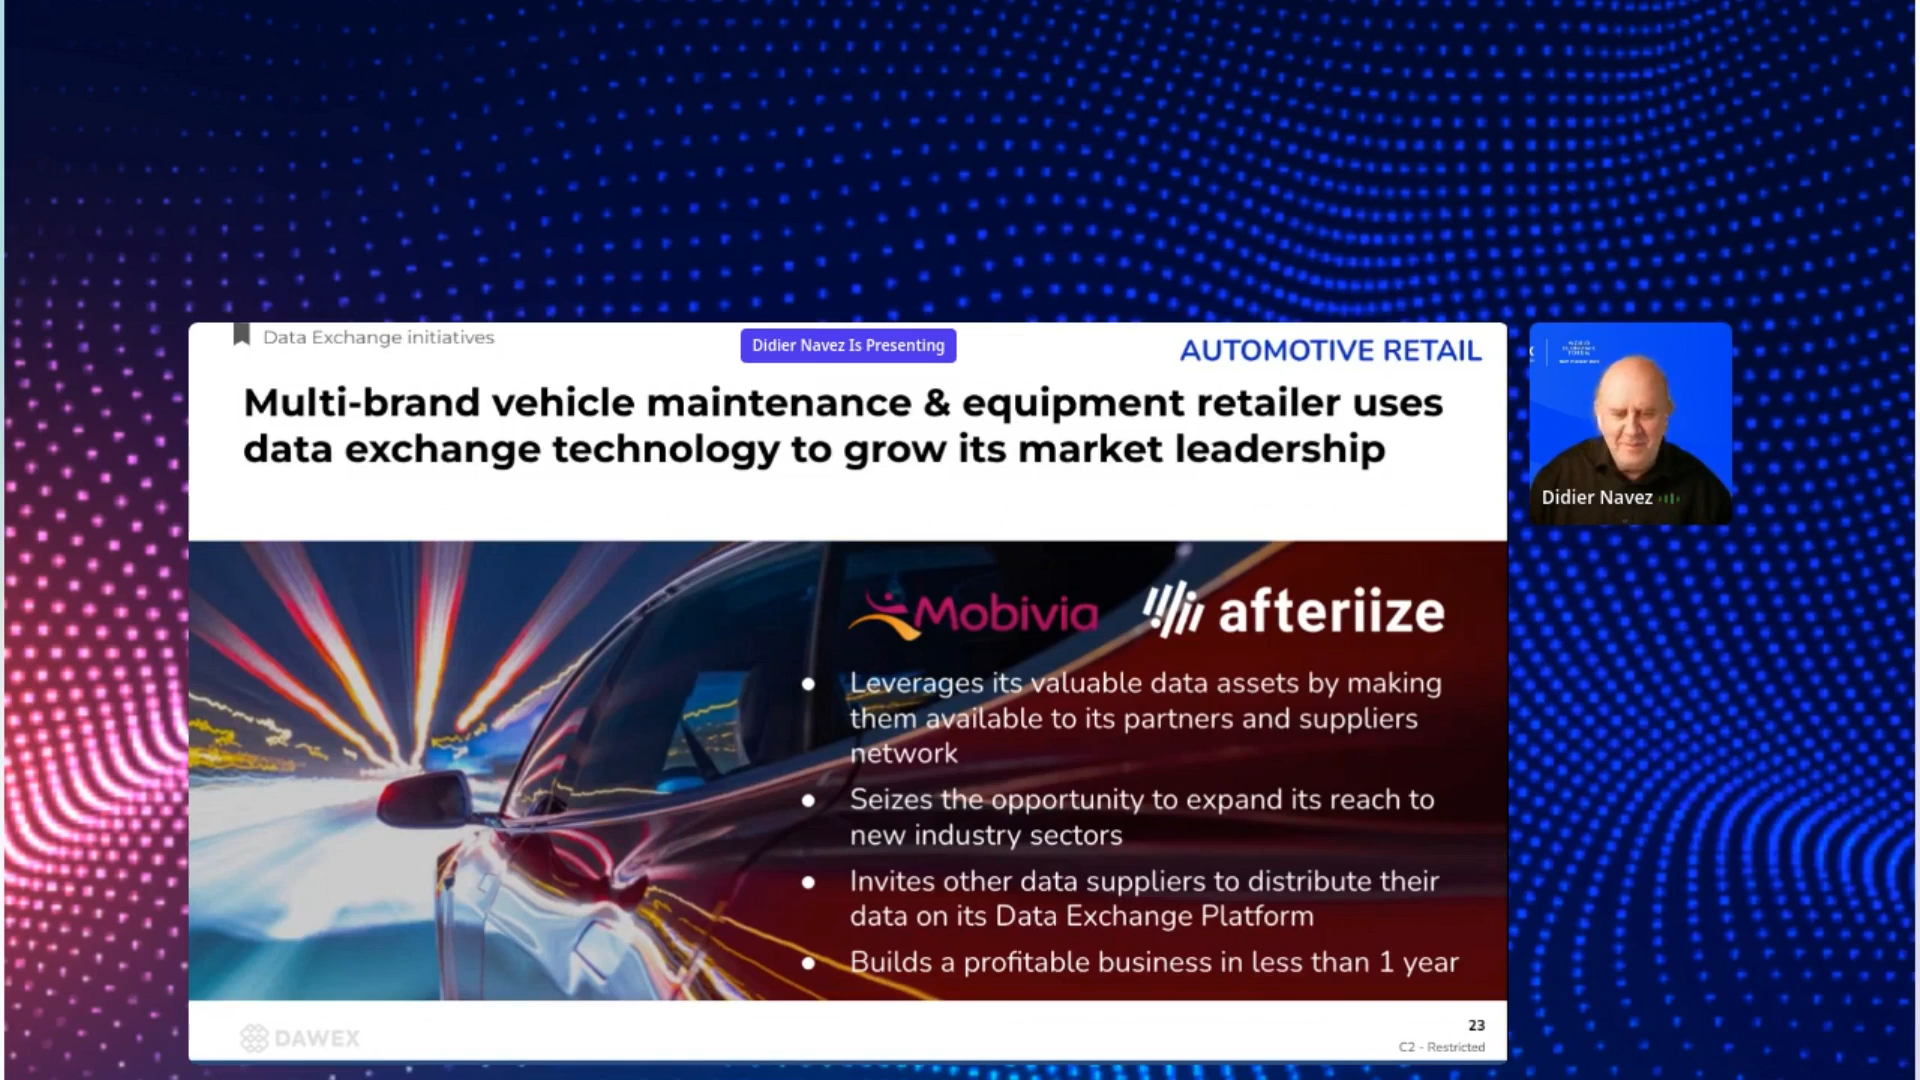 Data Exchange initiatives
Didier Navez Is Presenting
AUTOMOTIVE RETAIL
Multi-brand vehicle maintenance & equipment retailer uses
data exchange technology to grow its market leadership
Didier Navez
Mobivia
afteriize
Leverages its valuable data assets by making
them available to its partners and suppliers
network
Seizes the opportunity to expand its reach to
new industry sectors
Invites other data suppliers to distribute their
data on its Data Exchange Platform
Builds a profitable business in less than 1 year
DAWEX
23
C2 - Restricted